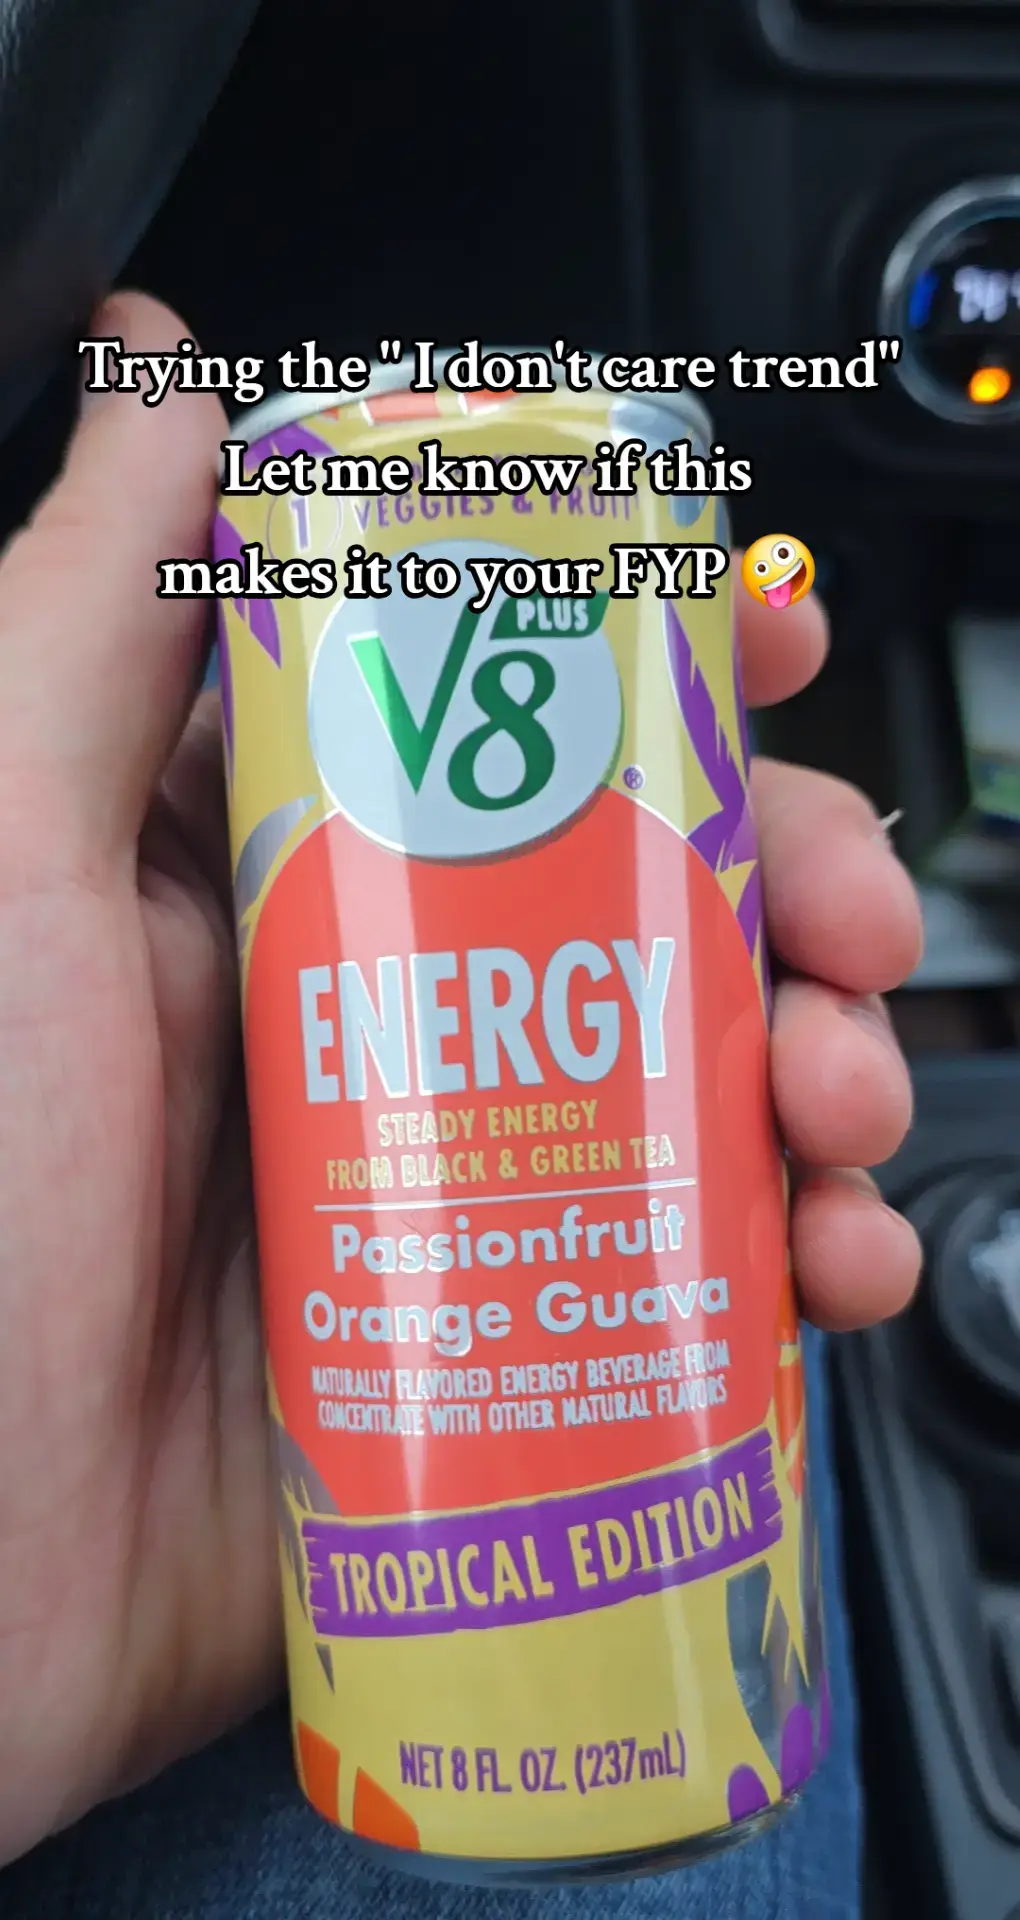 Trying the " I don't care trend"
Let me know if this
makes it to your FYP 🤪
1
VEGGIES & FRUIT
PLUS
V8
®
ENERGY
STEADY ENERGY
FROM BLACK & GREEN TEA
Passionfruit
Orange Guava
NATURALLY FLAVORED ENERGY BEVERAGE FROM
CONCENTRATE WITH OTHER NATURAL FLAVORS
TROPICAL EDITION
NET 8 FL. OZ. (237mL)